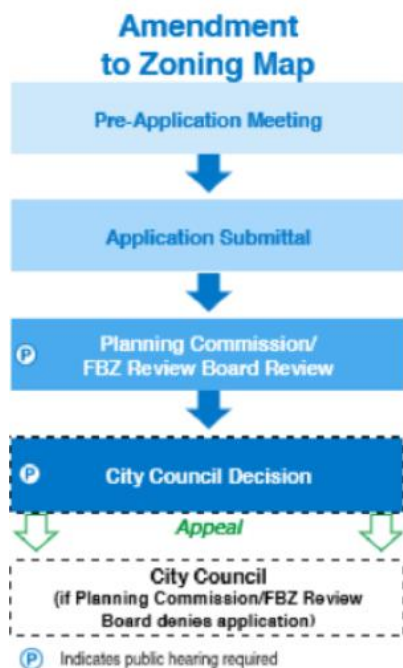 Amendment
to Zoning Map
Pre-Application Meeting
Application Submittal
P
Planning Commission/
FBZ Review Board Review
P
City Council Decision
Appeal
City Council
(if Planning Commission/FBZ Review
Board denies application)
P Indicates public hearing required